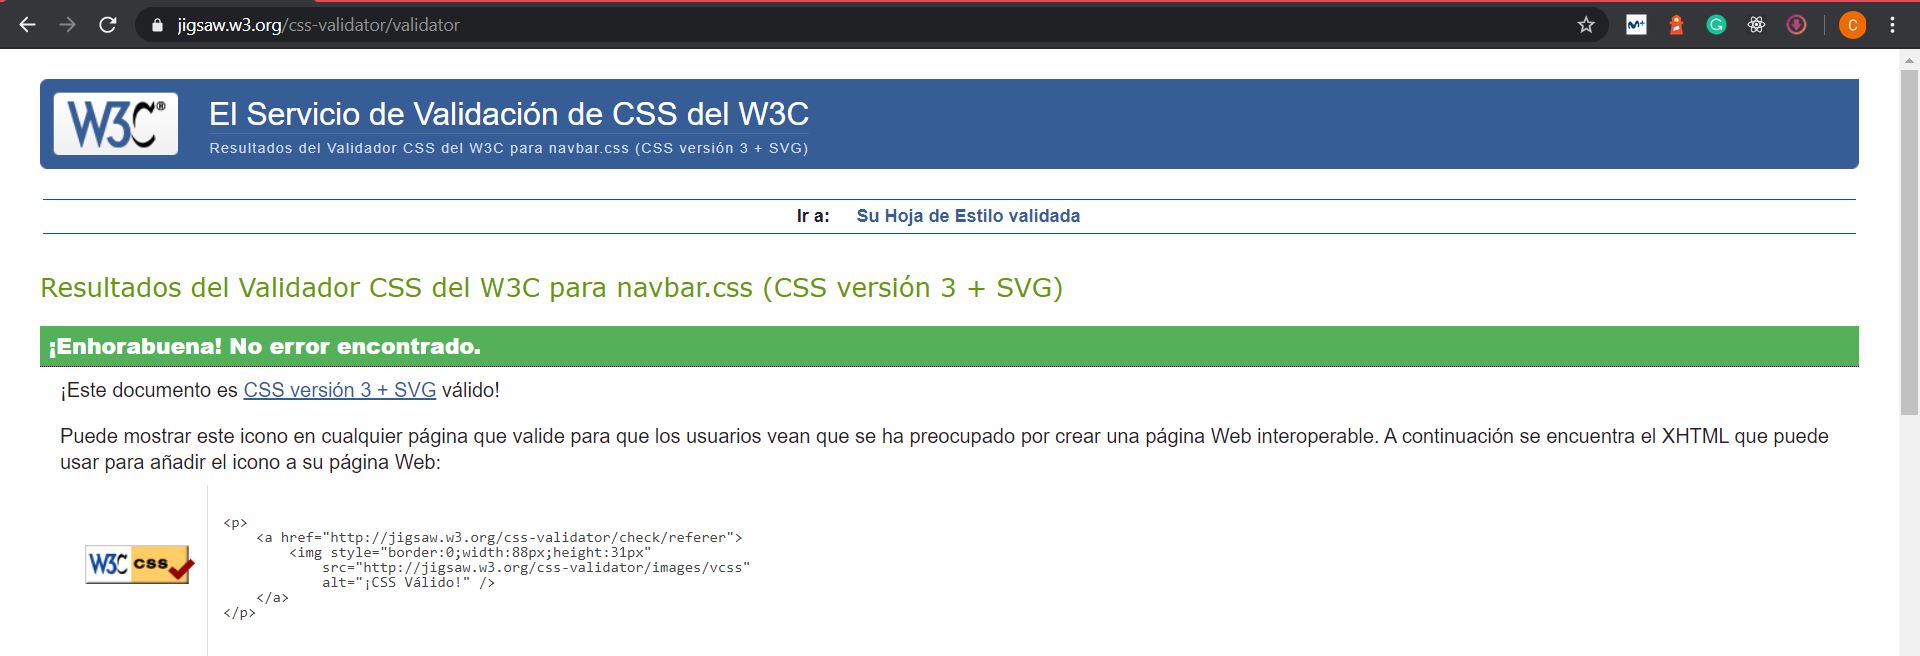 jigsaw.w3.org/css-validator/validator
C
W3C®
El Servicio de Validación de CSS del W3C
Resultados del Validador CSS del W3C para navbar.css (CSS versión 3 + SVG)
Ir a: Su Hoja de Estilo validada
Resultados del Validador CSS del W3C para navbar.css (CSS versión 3 + SVG)
¡Enhorabuena! No error encontrado.
¡Este documento es CSS versión 3 + SVG válido!
Puede mostrar este icono en cualquier página que valide para que los usuarios vean que se ha preocupado por crear una página Web interoperable. A continuación se encuentra el XHTML que puede
usar para añadir el icono a su página Web:
W3C css
<p>
<a href="http://jigsaw.w3.org/css-validator/check/referer">
<img style="border:0;width:88px;height:31px"
src="http://jigsaw.w3.org/css-validator/images/vcss"
alt="¡CSS Válido!" />
</a>
</p>